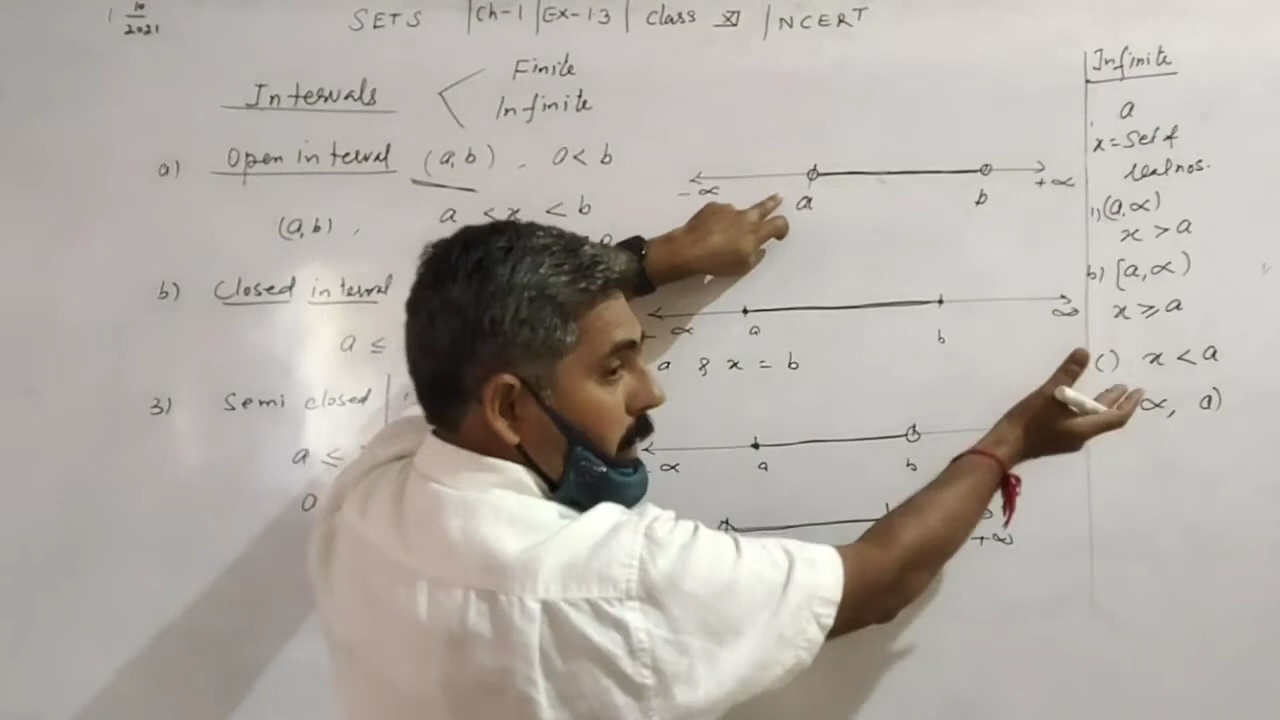 1 10/2021
SETS | Ch-1 | Ex-1.3 | Class XI | NCERT
Intervals < Finite
Infinite
a) Open interval (a,b) . 0 < b
(a,b) , a < x < b
b) Closed interval
a ≤
3) Semi closed |
a ≤
-∝ a b +∝
∝ a b ∞
a & x = b
∝ a b
+∞
Infinite
a
x = Set of
real nos.
1) (a, ∝)
x > a
b) [a, ∝)
x ≥ a
c) x < a
∝, a)